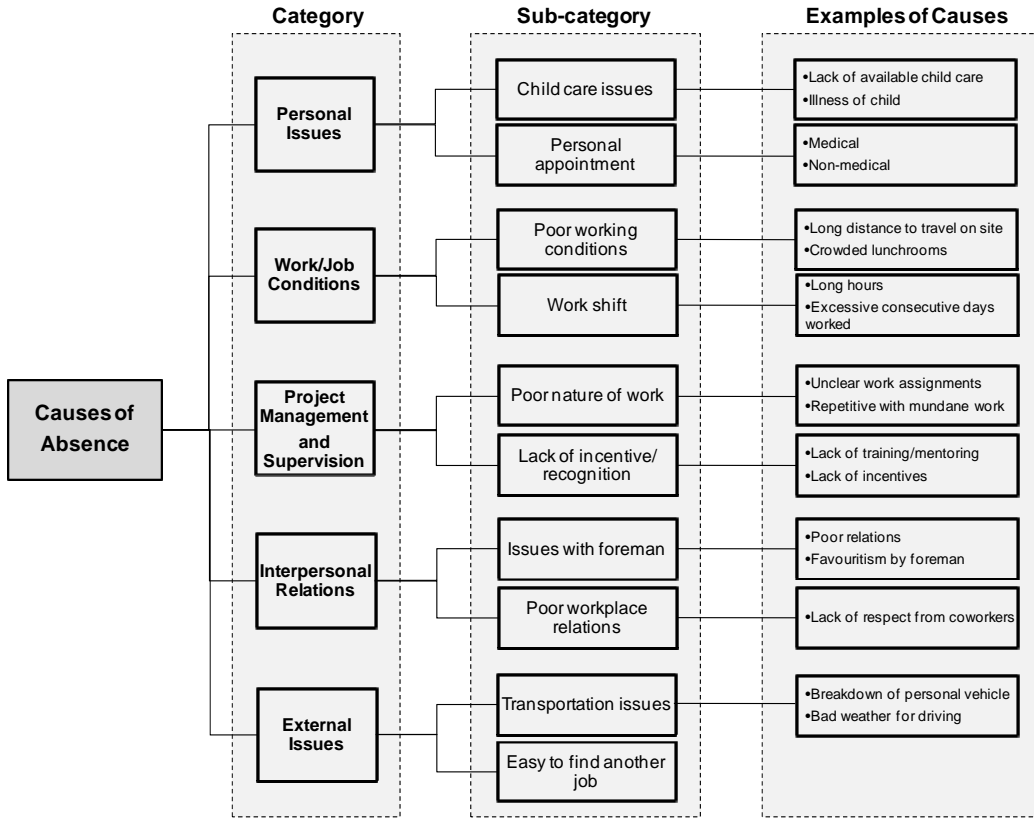 Category
Sub-category
Examples of Causes
Causes of
Absence
Personal
Issues
Child care issues
•Lack of available child care
•Illness of child
Personal
appointment
•Medical
•Non-medical
Work/Job
Conditions
Poor working
conditions
•Long distance to travel on site
•Crowded lunchrooms
Work shift
•Long hours
•Excessive consecutive days
worked
Project
Management
and
Supervision
Poor nature of work
•Unclear work assignments
•Repetitive with mundane work
Lack of incentive/
recognition
•Lack of training/mentoring
•Lack of incentives
Interpersonal
Relations
Issues with foreman
•Poor relations
•Favouritism by foreman
Poor workplace
relations
•Lack of respect from coworkers
External
Issues
Transportation issues
•Breakdown of personal vehicle
•Bad weather for driving
Easy to find another
job